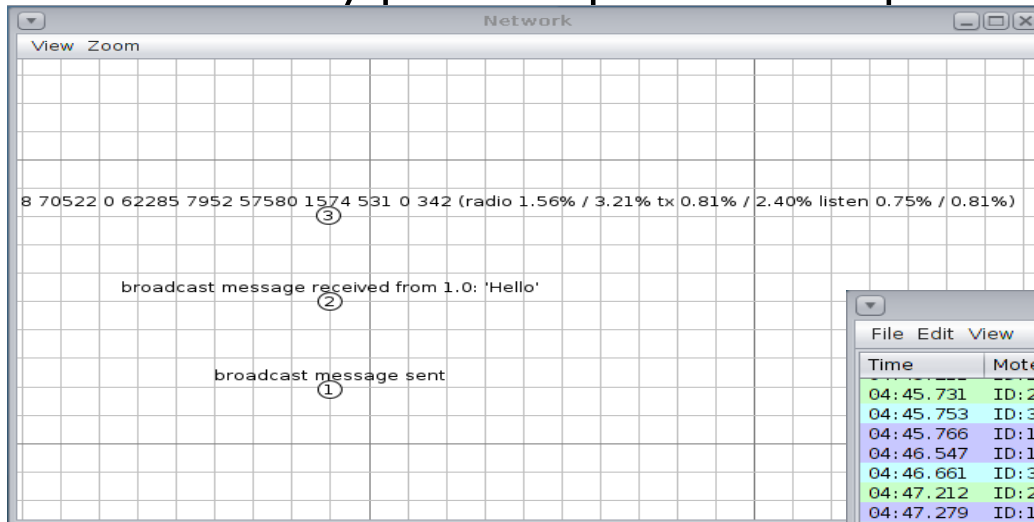 Network
View Zoom
8 70522 0 62285 7952 57580 1574 531 0 342 (radio 1.56% / 3.21% tx 0.81% / 2.40% listen 0.75% / 0.81%)
3
broadcast message received from 1.0: 'Hello'
2
broadcast message sent
1
File Edit View
Time Mote
04:45.731 ID:2
04:45.753 ID:3
04:45.766 ID:1
04:46.547 ID:1
04:46.661 ID:3
04:47.212 ID:2
04:47.279 ID:1